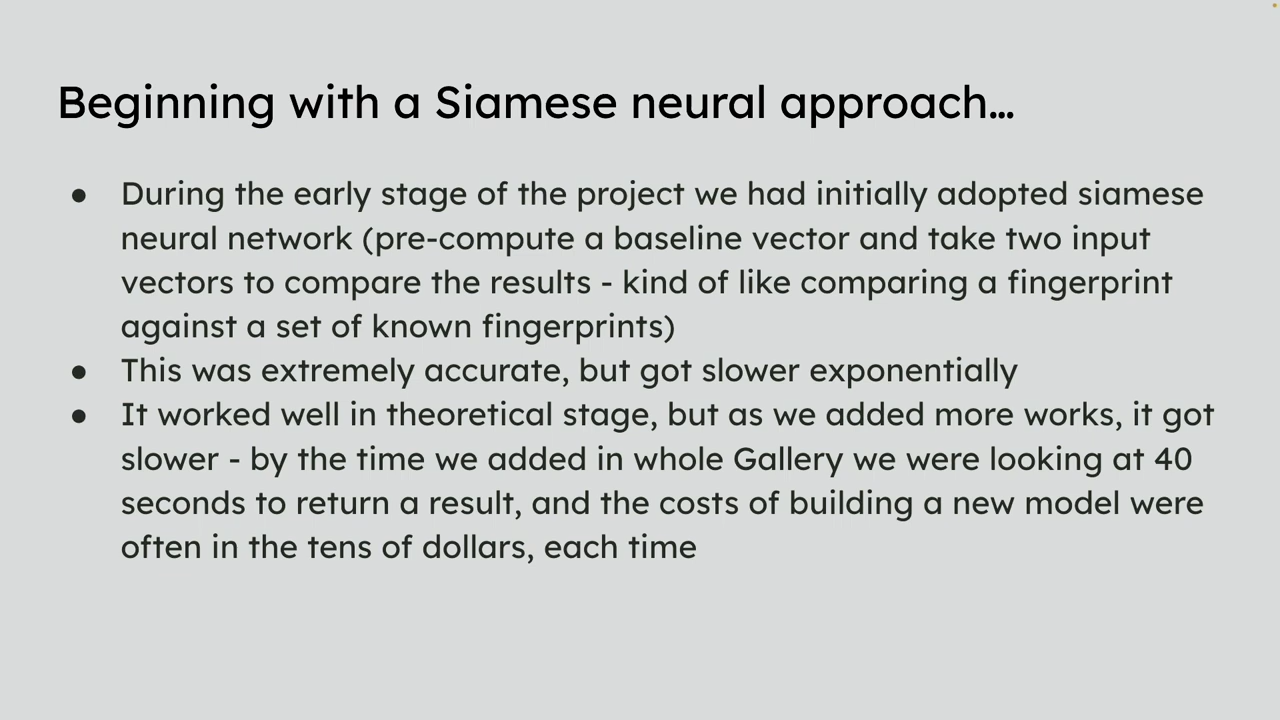 Beginning with a Siamese neural approach...
● During the early stage of the project we had initially adopted siamese
neural network (pre-compute a baseline vector and take two input
vectors to compare the results - kind of like comparing a fingerprint
against a set of known fingerprints)
● This was extremely accurate, but got slower exponentially
● It worked well in theoretical stage, but as we added more works, it got
slower - by the time we added in whole Gallery we were looking at 40
seconds to return a result, and the costs of building a new model were
often in the tens of dollars, each time